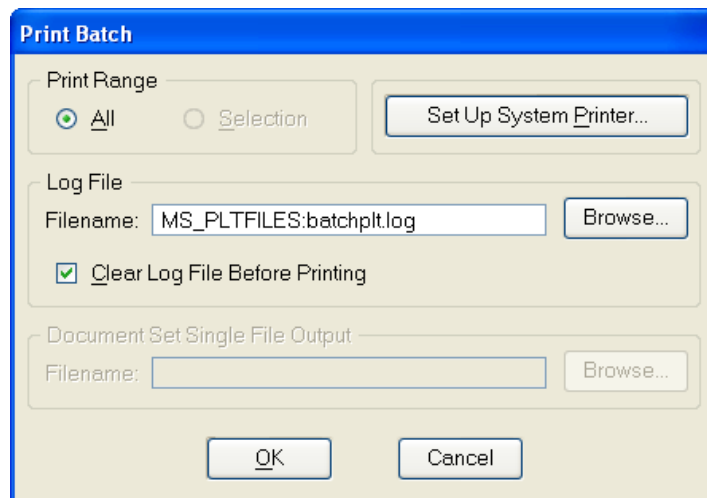 Print Batch
Print Range
All Selection Set Up System Printer...
Log File
Filename: MS_PLTFILES:batchplt.log Browse...
Clear Log File Before Printing
Document Set Single File Output
Filename: Browse...
OK Cancel